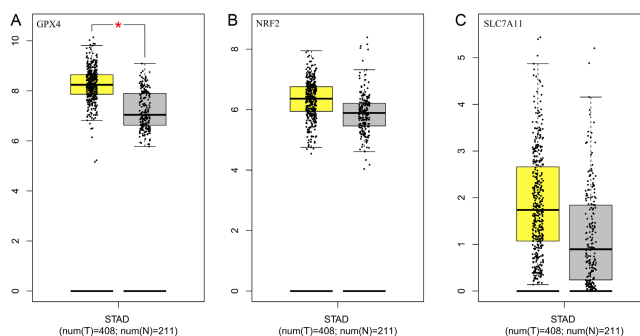 A
GPX4
*
10
8
6
4
2
0
STAD
(num(T)=408; num(N)=211)
B
NRF2
8
6
4
2
0
STAD
(num(T)=408; num(N)=211)
C
SLC7A11
5
4
3
2
1
0
STAD
(num(T)=408; num(N)=211)